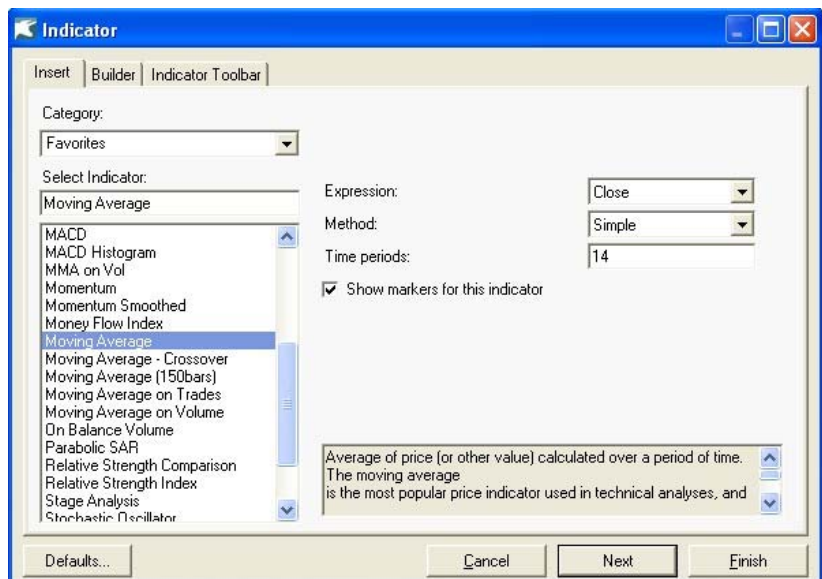 Indicator
Insert
Builder
Indicator Toolbar
Category:
Favorites
Select Indicator:
Moving Average
MACD
MACD Histogram
MMA on Vol
Momentum
Momentum Smoothed
Money Flow Index
Moving Average
Moving Average - Crossover
Moving Average (150bars)
Moving Average on Trades
Moving Average on Volume
On Balance Volume
Parabolic SAR
Relative Strength Comparison
Relative Strength Index
Stage Analysis
Stochastic Oscillator
Expression:
Close
Method:
Simple
Time periods:
14
Show markers for this indicator
Average of price (or other value) calculated over a period of time.
The moving average
is the most popular price indicator used in technical analyses, and
Defaults...
Cancel
Next
Finish